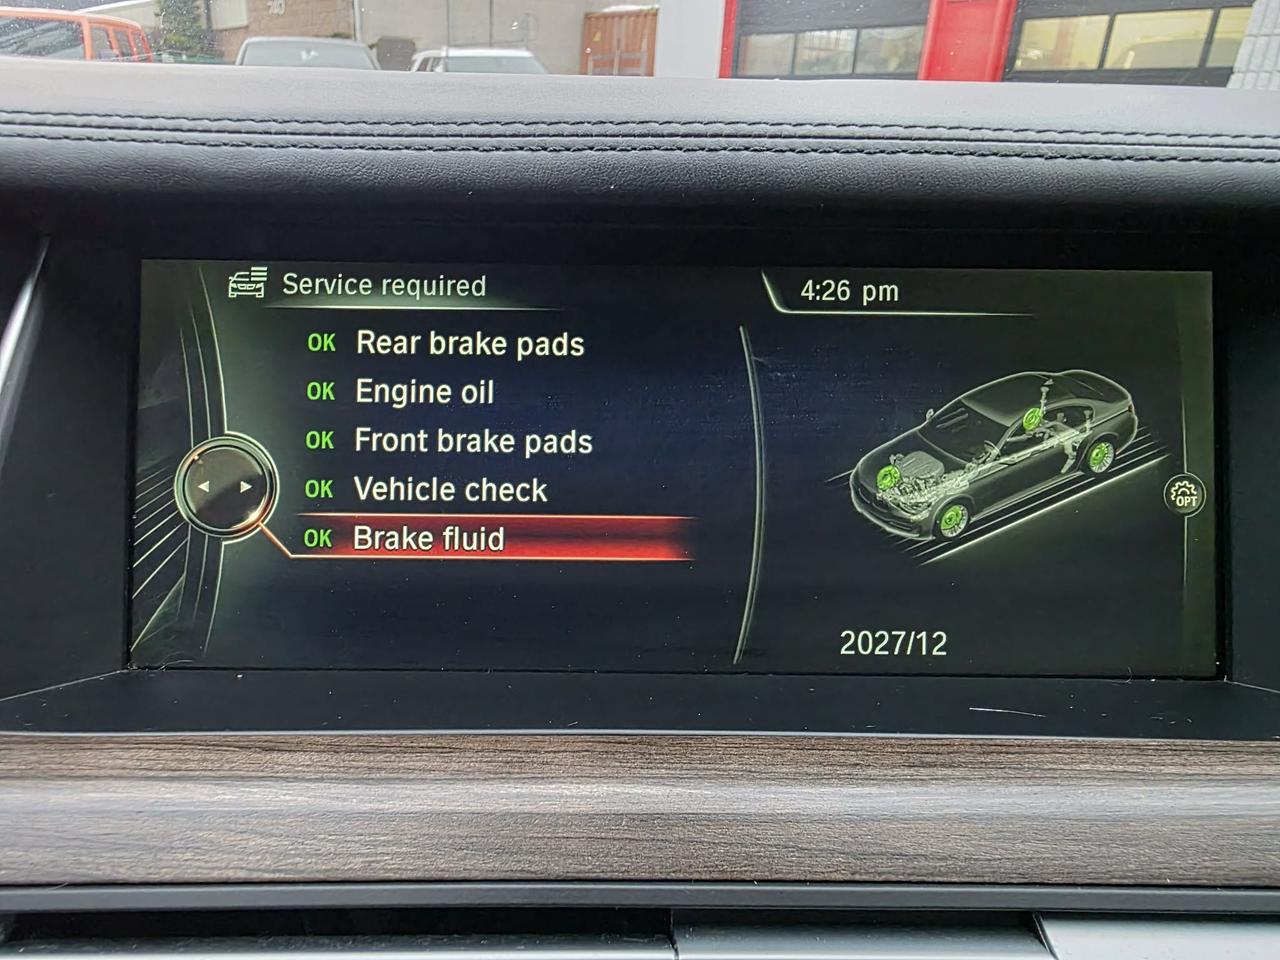 Service required
4:26 pm
OK Rear brake pads
OK Engine oil
OK Front brake pads
OK Vehicle check
OK Brake fluid
OPT
2027/12